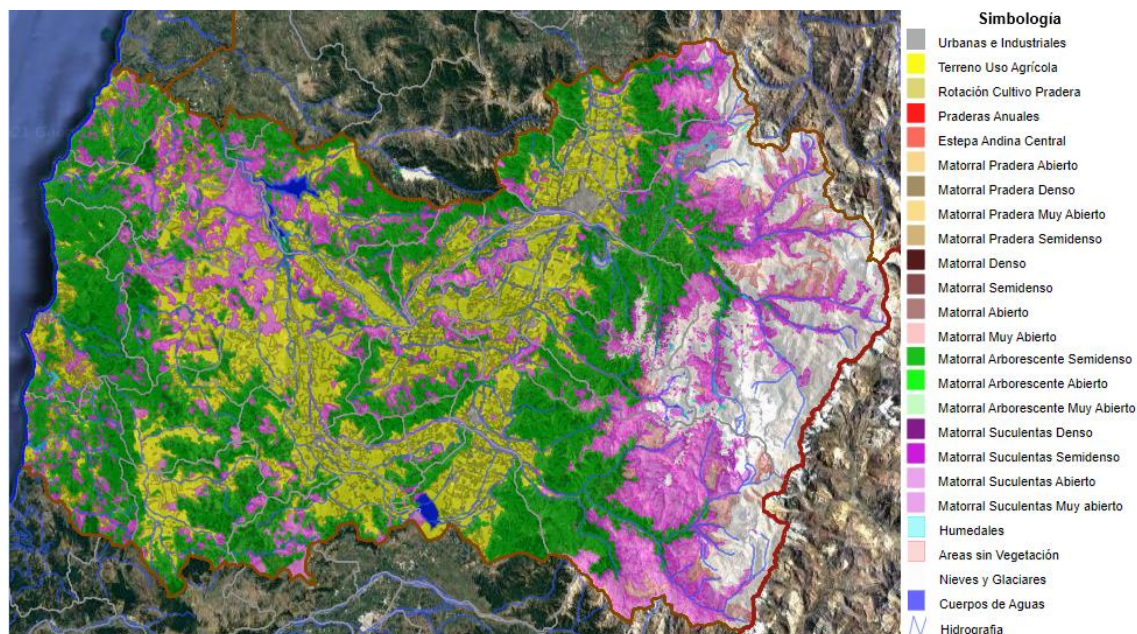 Simbología
Urbanas e Industriales
Terreno Uso Agrícola
Rotación Cultivo Pradera
Praderas Anuales
Estepa Andina Central
Matorral Pradera Abierto
Matorral Pradera Denso
Matorral Pradera Muy Abierto
Matorral Pradera Semidenso
Matorral Denso
Matorral Semidenso
Matorral Abierto
Matorral Muy Abierto
Matorral Arborescente Semidenso
Matorral Arborescente Abierto
Matorral Arborescente Muy Abierto
Matorral Suculentas Denso
Matorral Suculentas Semidenso
Matorral Suculentas Abierto
Matorral Suculentas Muy abierto
Humedales
Areas sin Vegetación
Nieves y Glaciares
Cuerpos de Aguas
Hidrografia